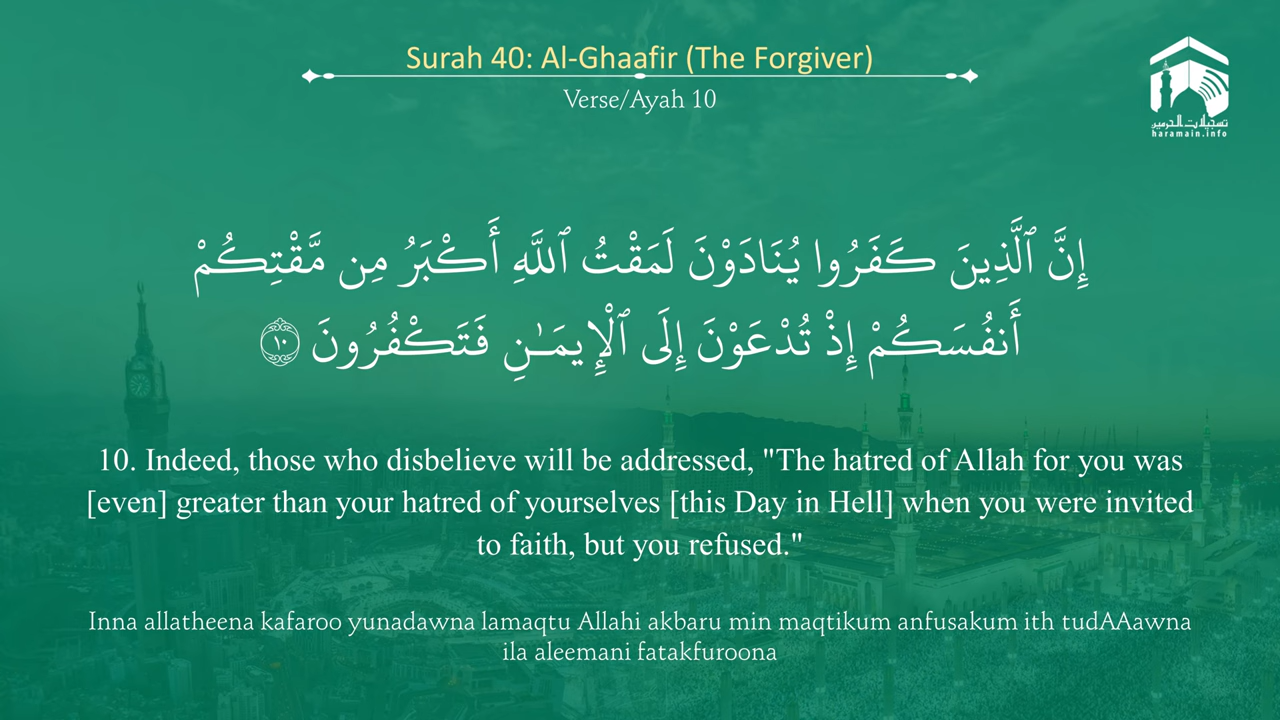 Surah 40: Al-Ghaafir (The Forgiver)
Verse/Ayah 10
تسجيلات الحرمين
haramain.info
إِنَّ ٱلَّذِينَ كَفَرُوا يُنَادَوْنَ لَمَقْتُ ٱللَّهِ أَكْبَرُ مِن مَّقْتِكُمْ
أَنفُسَكُمْ إِذْ تُدْعَوْنَ إِلَى ٱلْإِيمَـٰنِ فَتَكْفُرُونَ ١٠
10. Indeed, those who disbelieve will be addressed, "The hatred of Allah for you was
[even] greater than your hatred of yourselves [this Day in Hell] when you were invited
to faith, but you refused."
Inna allatheena kafaroo yunadawna lamaqtu Allahi akbaru min maqtikum anfusakum ith tudAAawna
ila aleemani fatakfuroona